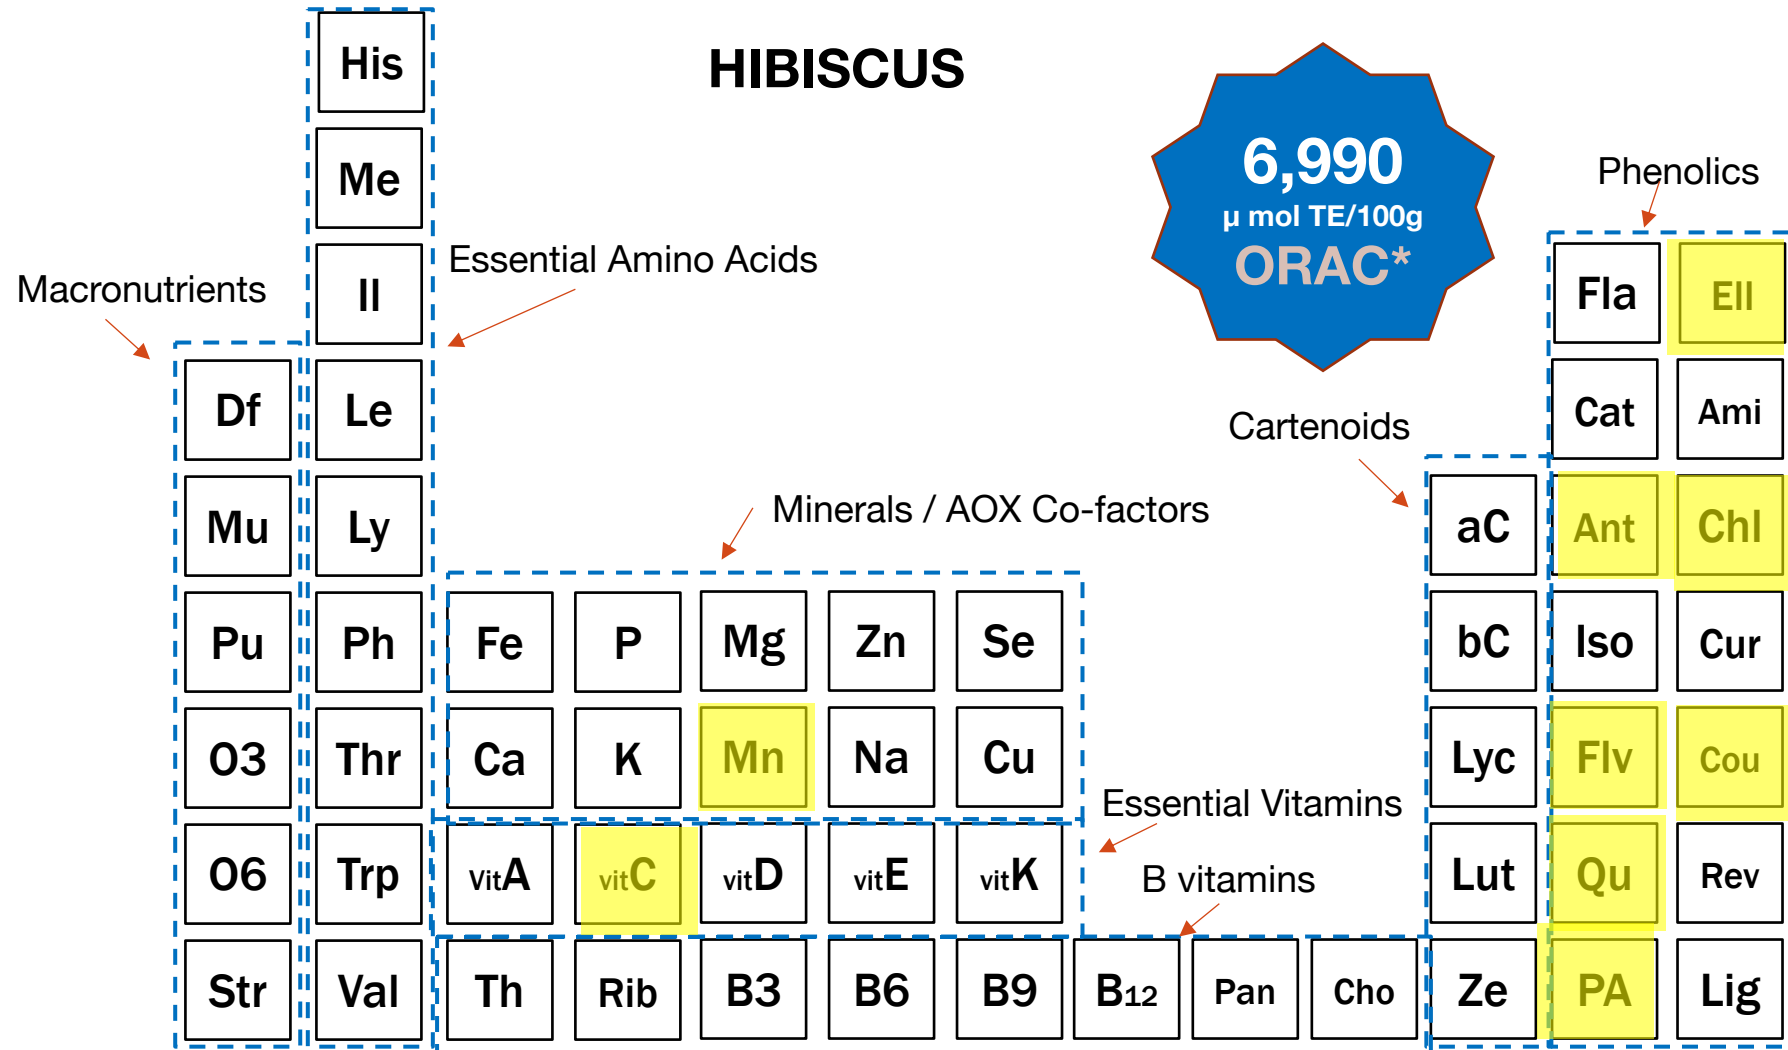 His
HIBISCUS
Me
6,990
µ mol TE/100g
ORAC*
Phenolics
Essential Amino Acids
Macronutrients
Il
Fla Ell
Df Le
Cartenoids
Cat Ami
Mu Ly
Minerals / AOX Co-factors
aC Ant Chl
Pu Ph Fe P Mg Zn Se bC Iso Cur
O3 Thr Ca K Mn Na Cu Lyc Flv Cou
Essential Vitamins
O6 Trp VitA vitC vitD vitE vitK
B vitamins
Lut Qu Rev
Str Val Th Rib B3 B6 B9 B12 Pan Cho Ze PA Lig